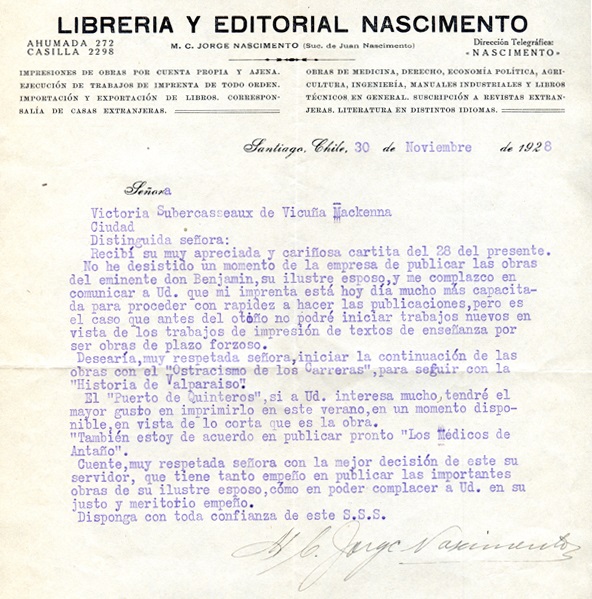 LIBRERIA Y EDITORIAL NASCIMENTO
AHUMADA 272
CASILLA 2298
M. C. JORGE NASCIMENTO (Suc. de Juan Nascimento)
Dirección Telegráfica:
«NASCIMENTO»
IMPRESIONES DE OBRAS POR CUENTA PROPIA Y AJENA.
EJECUCIÓN DE TRABAJOS DE IMPRENTA DE TODO ORDEN.
IMPORTACIÓN Y EXPORTACIÓN DE LIBROS. CORRESPON-
SALÍA DE CASAS EXTRANJERAS.
OBRAS DE MEDICINA, DERECHO, ECONOMÍA POLÍTICA, AGRI-
CULTURA, INGENIERÍA, MANUALES INDUSTRIALES Y LIBROS
TÉCNICOS EN GENERAL. SUSCRIPCIÓN A REVISTAS EXTRAN-
JERAS. LITERATURA EN DISTINTOS IDIOMAS.
Santiago, Chile, 30 de Noviembre de 1928
Señora
Victoria Subercasseaux de Vicuña Mackenna
Ciudad
Distinguida señora:
Recibí su muy apreciada y cariñosa cartita del 28 del presente.
No he desistido un momento de la empresa de publicar las obras
del eminente don Benjamin, su ilustre esposo, y me complazco en
comunicar a Ud. que mi imprenta está hoy día mucho más capacita-
da para proceder con rapidez a hacer las publicaciones, pero es
el caso que antes del otoño no podré iniciar trabajos nuevos en
vista de los trabajos de impresión de textos de enseñanza por
ser obras de plazo forzoso.
Desearía, muy respetada señora, iniciar la continuación de las
obras con el "Ostracismo de los Carreras", para seguir con la
"Historia de Valparaiso".
El "Puerto de Quinteros", si a Ud. interesa mucho, tendré el
mayor gusto en imprimirlo en este verano, en un momento dispo-
nible, en vista de lo corta que es la obra.
"También estoy de acuerdo en publicar pronto "Los Médicos de
Antaño".
Cuente, muy respetada señora con la mejor decisión de este su
servidor, que tiene tanto empeño en publicar las importantes
obras de su ilustre esposo, cómo en poder complacer a Ud. en su
justo y meritorio empeño.
Disponga con toda confianza de este S.S.S.
M. C. Jorge Nascimento